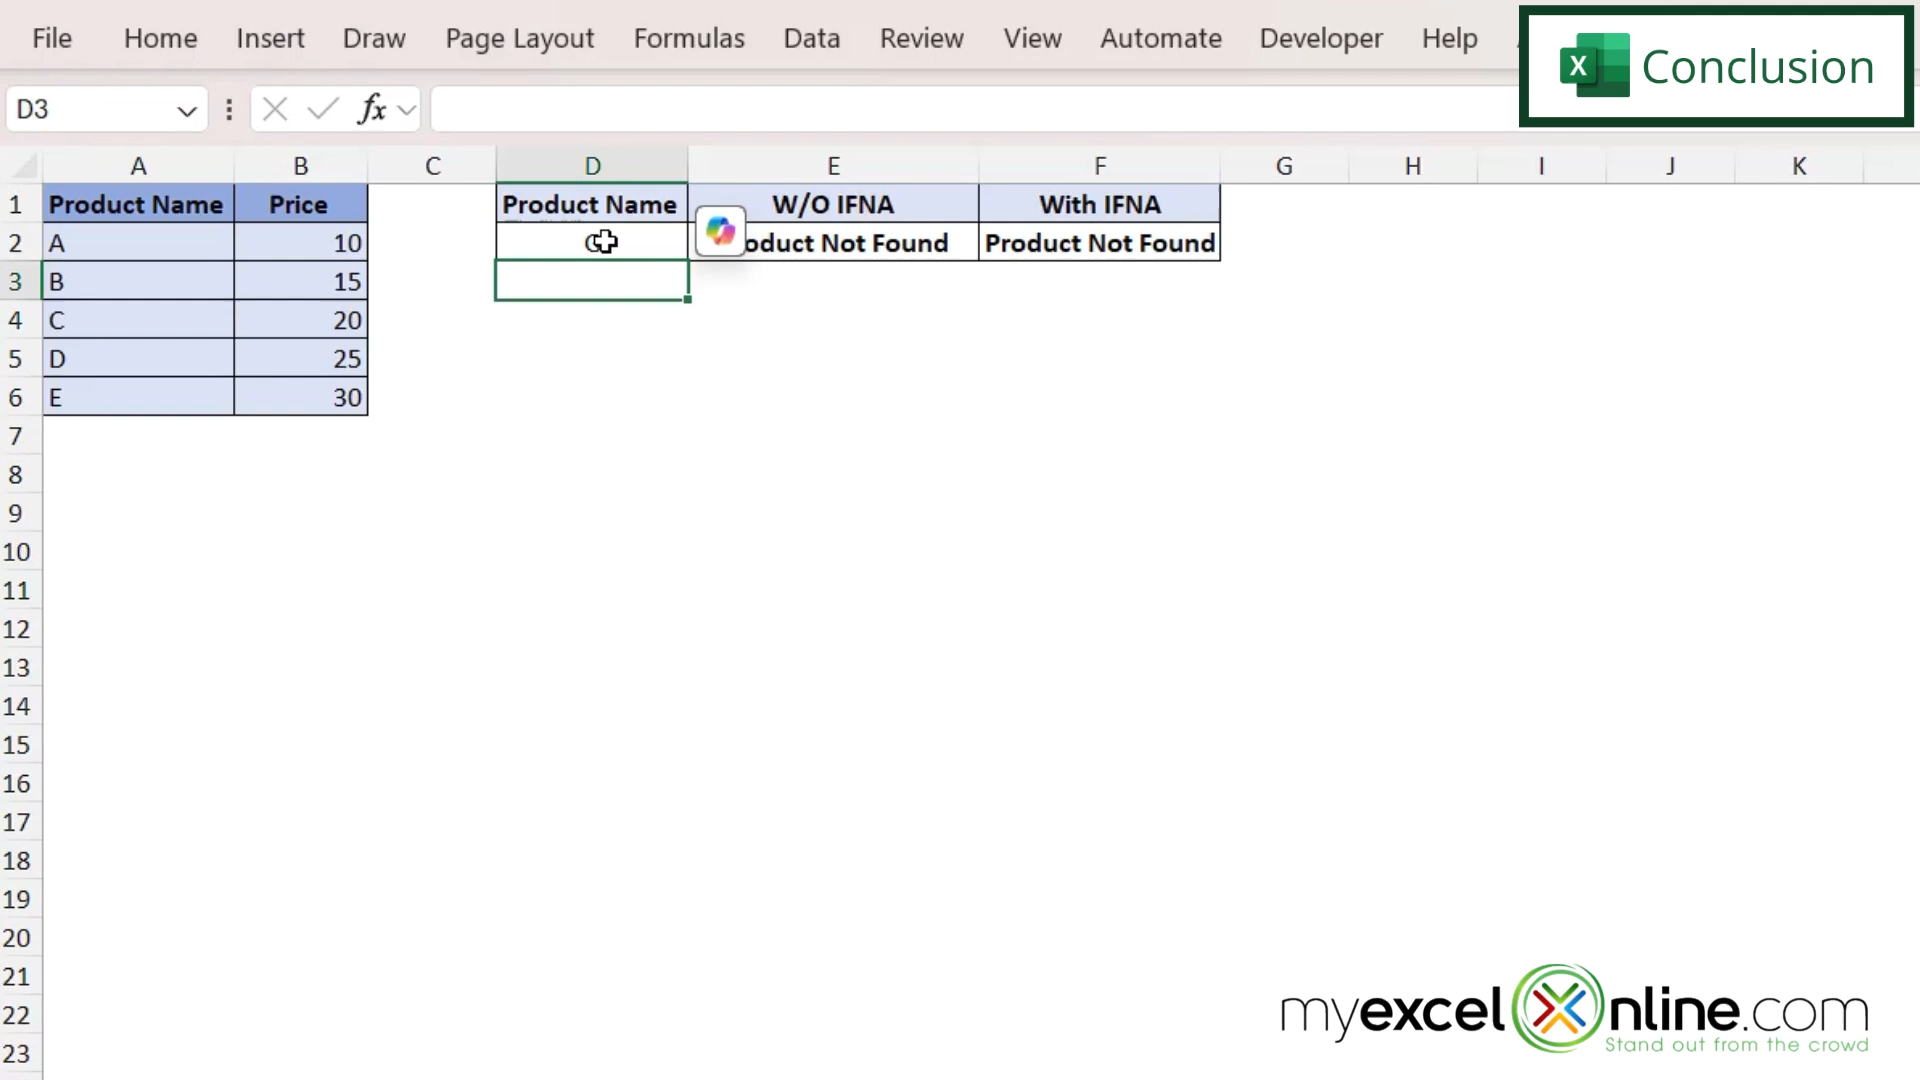 File Home Insert Draw Page Layout Formulas Data Review View Automate Developer Help
X Conclusion
D3 fx
A B C D E F G H I J K
1 Product Name Price Product Name W/O IFNA With IFNA
2 A 10 oduct Not Found Product Not Found
3 B 15
4 C 20
5 D 25
6 E 30
7
8
9
10
11
12
13
14
15
16
17
18
19
20
21
22
23
myexcelonline.com
Stand out from the crowd